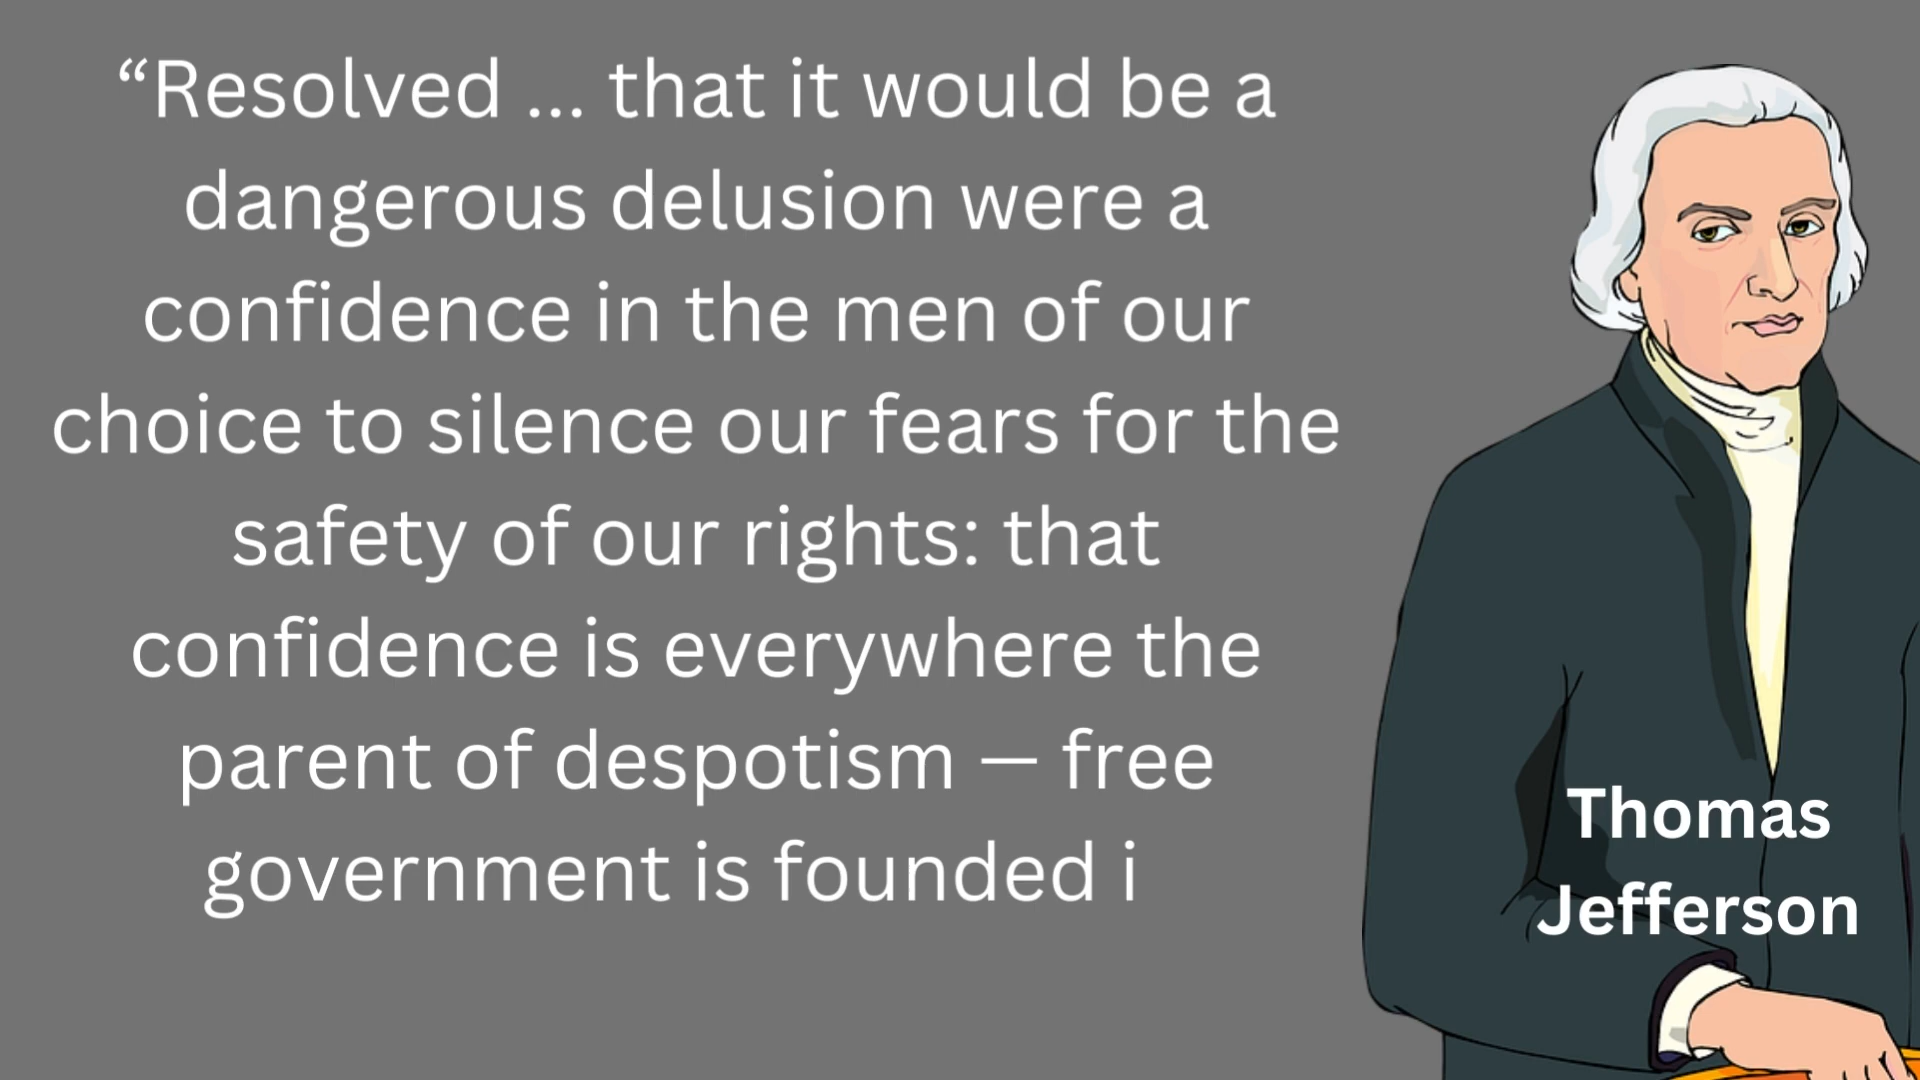 “Resolved ... that it would be a
dangerous delusion were a
confidence in the men of our
choice to silence our fears for the
safety of our rights: that
confidence is everywhere the
parent of despotism — free
government is founded i
Thomas
Jefferson